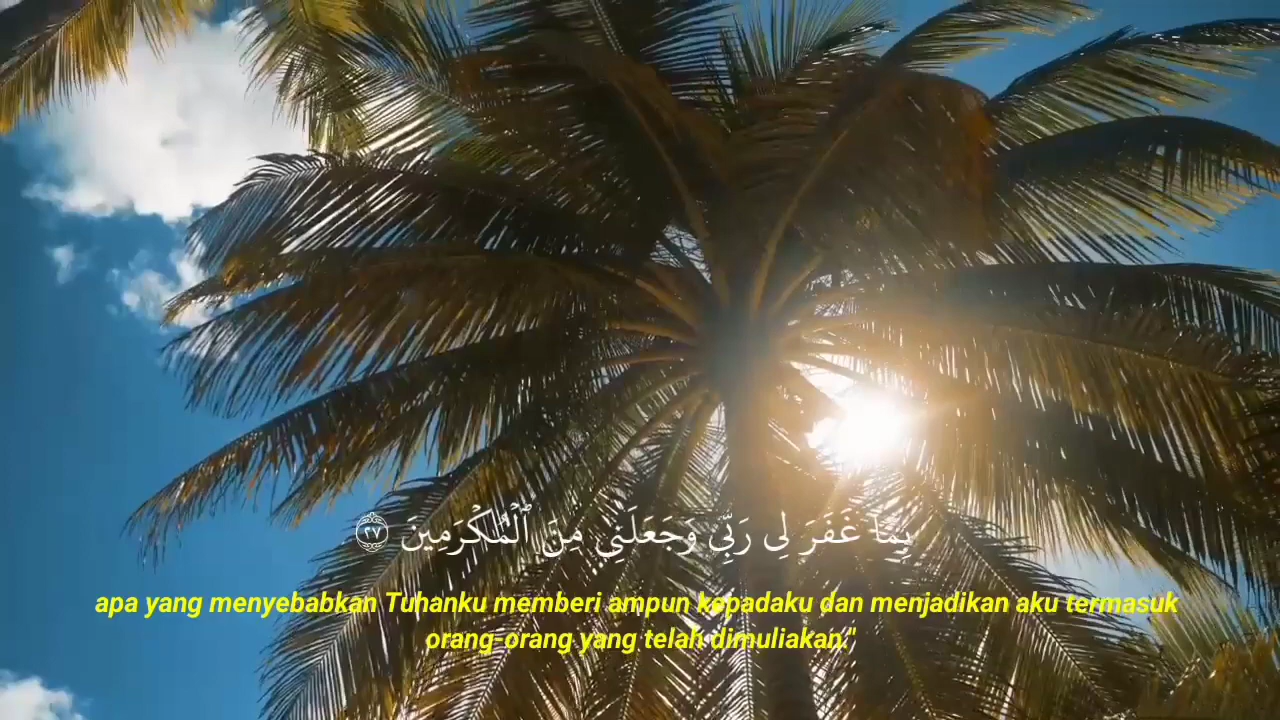 بِمَا غَفَرَ لِى رَبِّى وَجَعَلَنِى مِنَ ٱلْمُكْرَمِينَ ٢٧
apa yang menyebabkan Tuhanku memberi ampun kepadaku dan menjadikan aku termasuk
orang-orang yang telah dimuliakan."